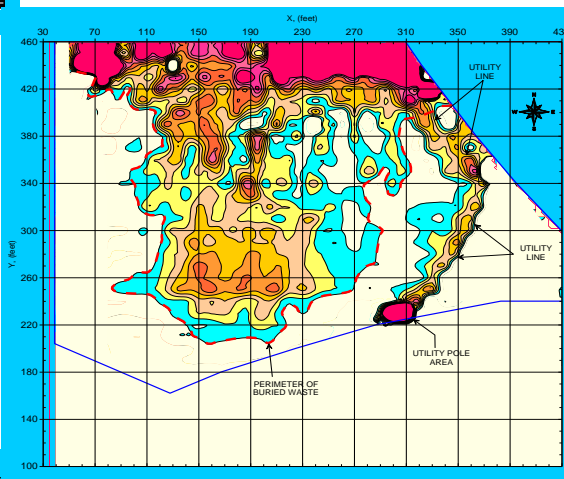 X, (feet)
30 70 110 150 190 230 270 310 350 390 43
460
420
380
340
300
260
220
180
140
100
Y, (feet)
UTILITY
LINE
N
W E
S
UTILITY
LINE
UTILITY POLE
AREA
PERIMETER OF
BURIED WASTE